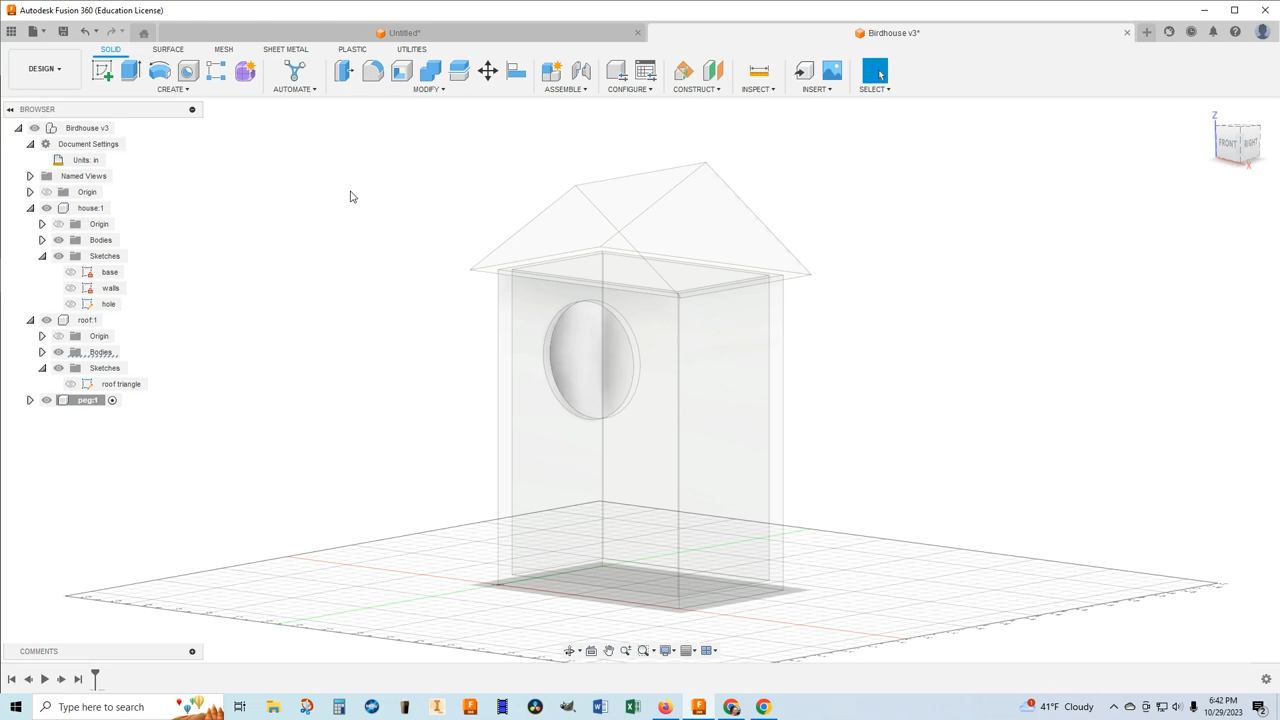 Autodesk Fusion 360 (Education License)
Untitled*
Birdhouse v3*
SOLID SURFACE MESH SHEET METAL PLASTIC UTILITIES
DESIGN
CREATE AUTOMATE MODIFY ASSEMBLE CONFIGURE CONSTRUCT INSPECT INSERT SELECT
BROWSER
Birdhouse v3
Document Settings
Units: in
Named Views
Origin
house:1
Origin
Bodies
Sketches
base
walls
hole
roof:1
Origin
Bodies
Sketches
roof triangle
peg:1
Z
FRONT RIGHT
X
COMMENTS
Type here to search
41°F Cloudy
6:42 PM
10/29/2023